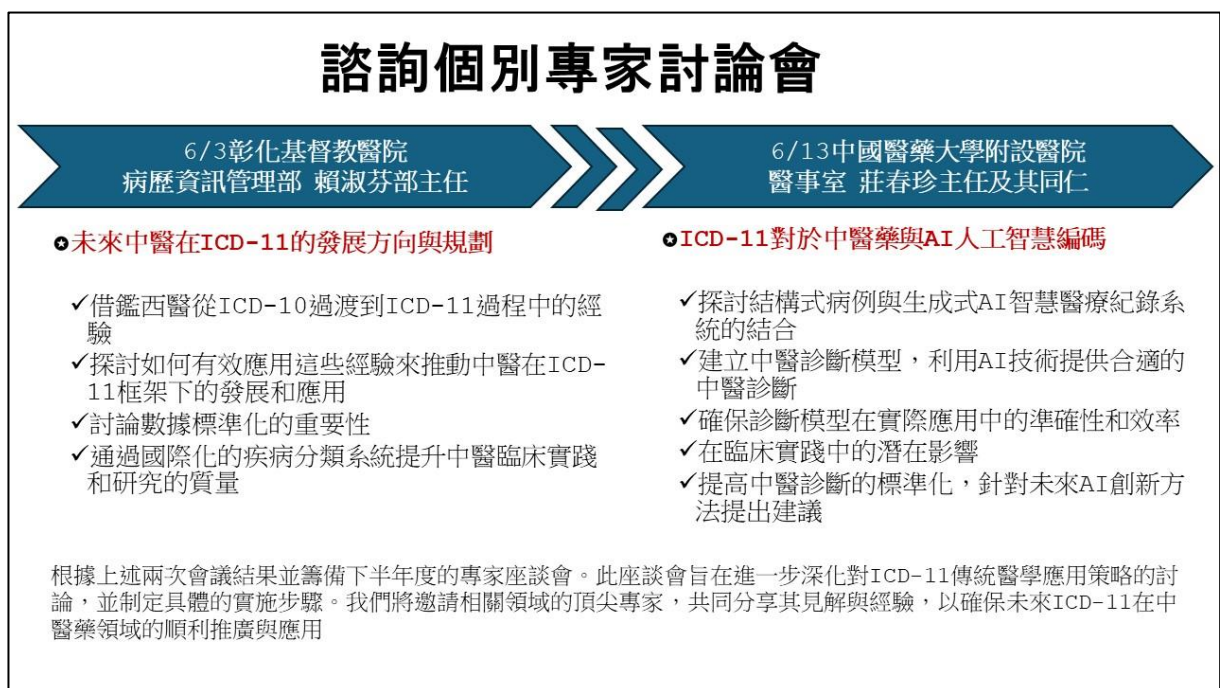 諮詢個別專家討論會
6/3彰化基督教醫院
病歷資訊管理部 賴淑芬部主任
6/13中國醫藥大學附設醫院
醫事室 莊春珍主任及其同仁
✪未來中醫在ICD-11的發展方向與規劃
✓借鑑西醫從ICD-10過渡到ICD-11過程中的經
驗
✓探討如何有效應用這些經驗來推動中醫在ICD-
11框架下的發展和應用
✓討論數據標準化的重要性
✓通過國際化的疾病分類系統提升中醫臨床實踐
和研究的質量
✪ICD-11對於中醫藥與AI人工智慧編碼
✓探討結構式病例與生成式AI智慧醫療紀錄系
統的結合
✓建立中醫診斷模型，利用AI技術提供合適的
中醫診斷
✓確保診斷模型在實際應用中的準確性和效率
✓在臨床實踐中的潛在影響
✓提高中醫診斷的標準化，針對未來AI創新方
法提出建議
根據上述兩次會議結果並籌備下半年度的專家座談會。此座談會旨在進一步深化對ICD-11傳統醫學應用策略的討
論，並制定具體的實施步驟。我們將邀請相關領域的頂尖專家，共同分享其見解與經驗，以確保未來ICD-11在中
醫藥領域的順利推廣與應用